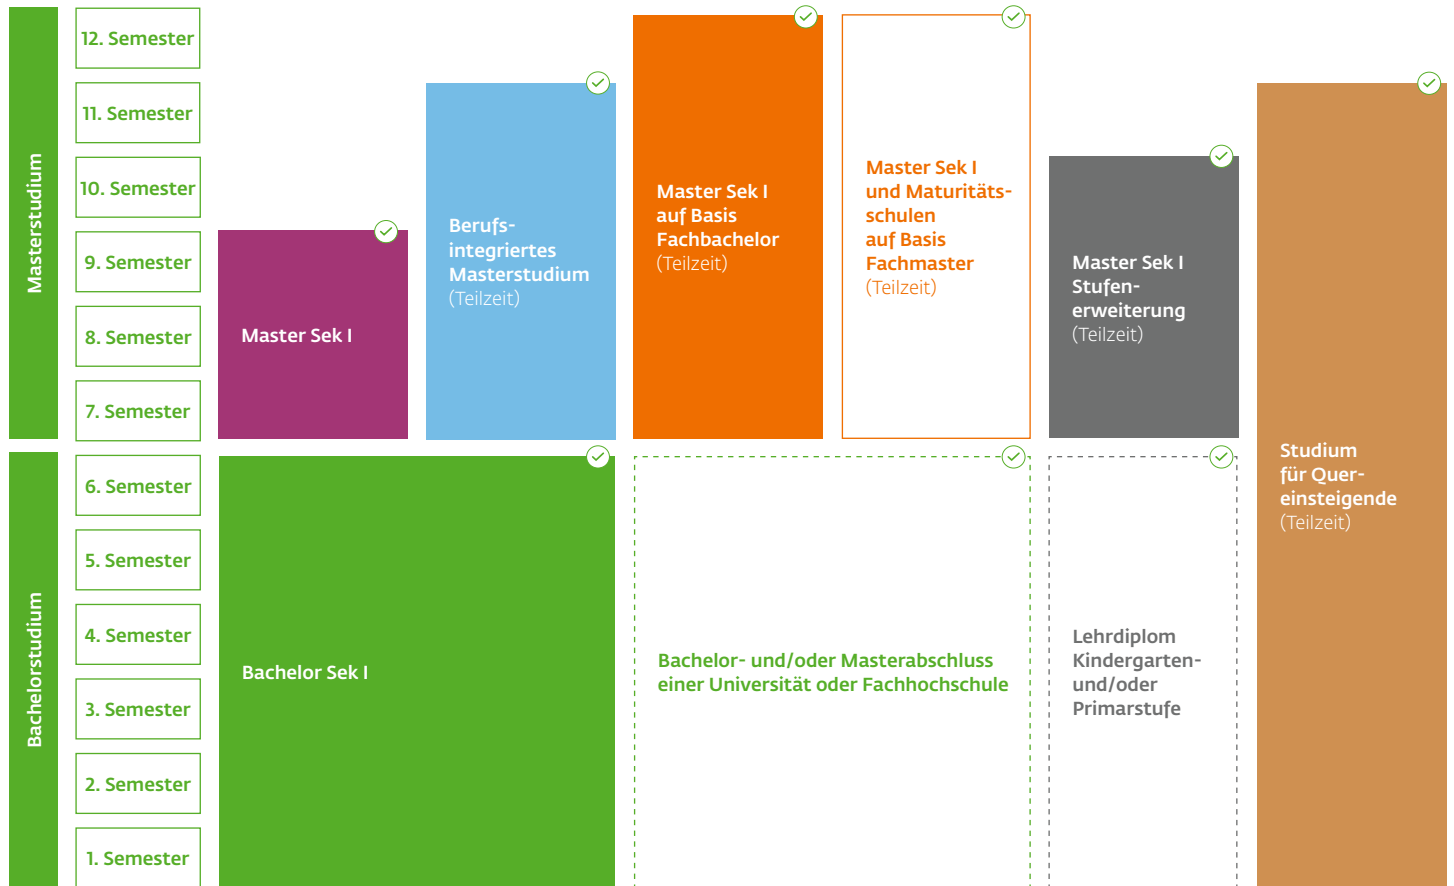 Masterstudium
12. Semester
11. Semester
10. Semester
9. Semester
8. Semester
7. Semester
Bachelorstudium
6. Semester
5. Semester
4. Semester
3. Semester
2. Semester
1. Semester
Master Sek I
Berufs-
integriertes
Masterstudium
(Teilzeit)
Master Sek I
auf Basis
Fachbachelor
(Teilzeit)
Master Sek I
und Maturitäts-
schulen
auf Basis
Fachmaster
(Teilzeit)
Master Sek I
Stufen-
erweiterung
(Teilzeit)
Studium
für Quer-
einsteigende
(Teilzeit)
Bachelor Sek I
Bachelor- und/oder Masterabschluss
einer Universität oder Fachhochschule
Lehrdiplom
Kindergarten-
und/oder
Primarstufe